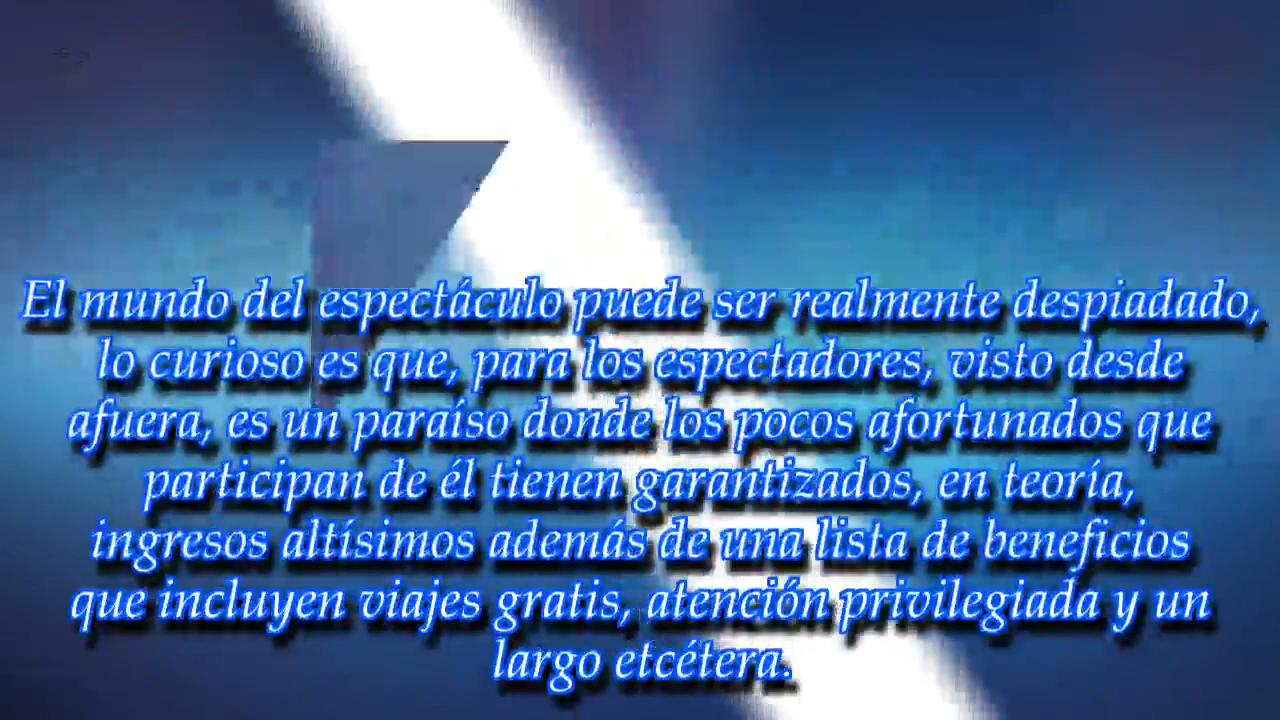 El mundo del espectáculo puede ser realmente despiadado,
lo curioso es que, para los espectadores, visto desde
afuera, es un paraíso donde los pocos afortunados que
participan de él tienen garantizados, en teoría,
ingresos altísimos además de una lista de beneficios
que incluyen viajes gratis, atención privilegiada y un
largo etcétera.